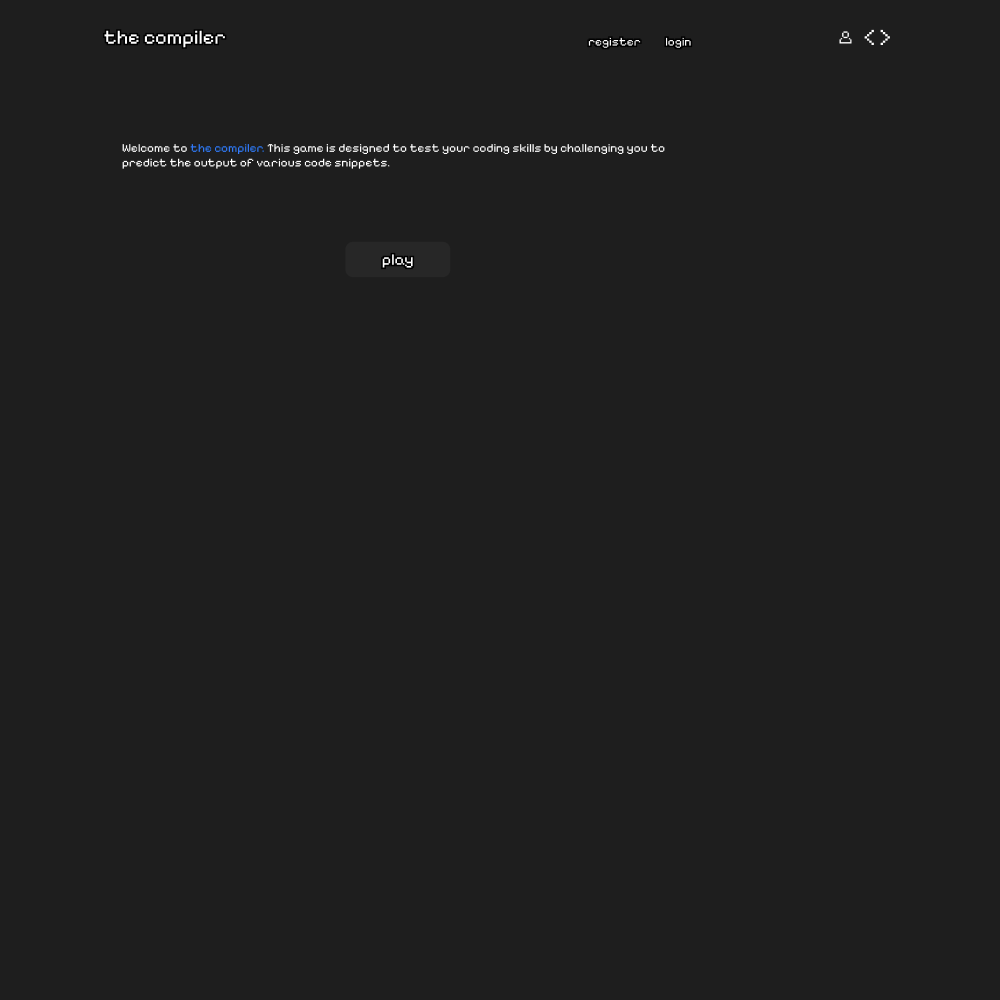 the compiler
register login
Welcome to the compiler. This game is designed to test your coding skills by challenging you to
predict the output of various code snippets.
play